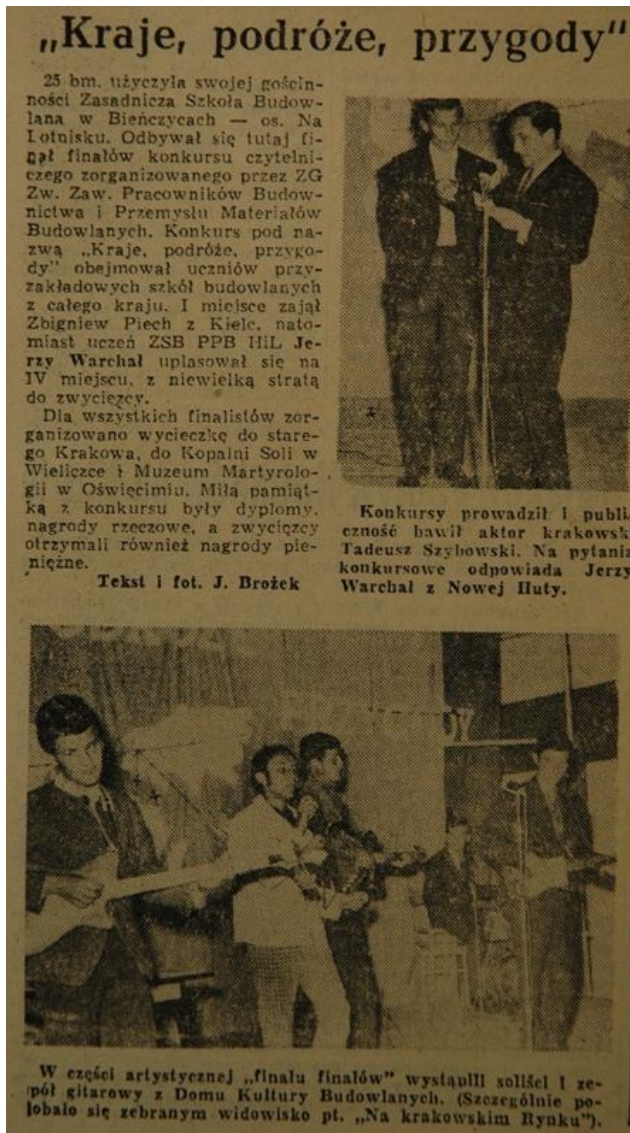 „Kraje, podróże, przygody"
25 bm. użyczyła swojej gościn-
ności Zasadnicza Szkoła Budow-
lana w Bieńczycach — os. Na
Lotnisku. Odbywał się tutaj fi-
nał finałów konkursu czytelni-
czego zorganizowanego przez ZG
Zw. Zaw. Pracowników Budow-
nictwa i Przemysłu Materiałów
Budowlanych. Konkurs pod na-
zwą „Kraje, podróże, przygo-
dy" obejmował uczniów przy-
zakładowych szkół budowlanych
z całego kraju. I miejsce zajął
Zbigniew Piech z Kielc, nato-
miast uczeń ZSB PPB HiL Je-
rzy Warchał uplasował się na
IV miejscu, z niewielką stratą
do zwycięzcy.
Dla wszystkich finalistów zor-
ganizowano wycieczkę do stare-
go Krakowa, do Kopalni Soli w
Wieliczce i Muzeum Martyrolo-
gii w Oświęcimiu. Miłą pamiąt-
ką z konkursu były dyplomy,
nagrody rzeczowe, a zwycięzcy
otrzymali również nagrody pie-
niężne.
Tekst i fot. J. Brożek
Konkursy prowadził i publi-
czność bawił aktor krakowsk
Tadeusz Szybowski. Na pytania
konkursowe odpowiada Jerzy
Warchał z Nowej Huty.
W części artystycznej „finału finałów" wystąpili soliści i ze-
pół gitarowy z Domu Kultury Budowlanych. (Szczególnie po-
lobało się zebranym widowisko pt. „Na krakowskim Rynku").